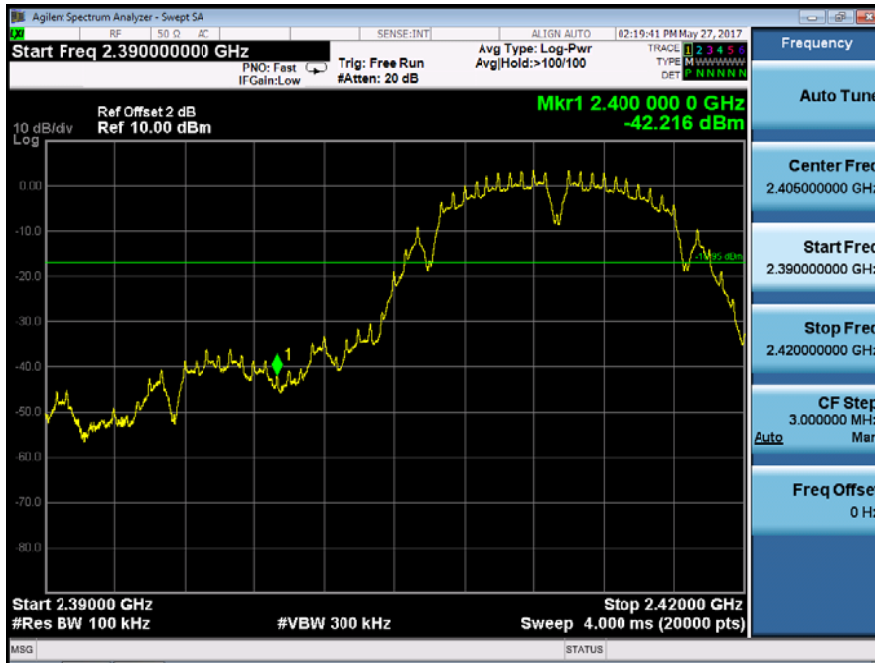 Agilent Spectrum Analyzer - Swept SA
LXI RF 50 Ω AC SENSE:INT ALIGN AUTO 02:19:41 PM May 27, 2017
Start Freq 2.390000000 GHz
PNO: Fast
IFGain:Low
Trig: Free Run
#Atten: 20 dB
Avg Type: Log-Pwr
Avg|Hold:>100/100
TRACE 1 2 3 4 5 6
TYPE M WWWWW
DET P N N N N N
Frequency
Auto Tune
Ref Offset 2 dB
10 dB/div Ref 10.00 dBm
Log
Mkr1 2.400 000 0 GHz
-42.216 dBm
0.00
-10.0
-20.0
-30.0
-40.0
-50.0
-60.0
-70.0
-80.0
1
dBm
Center Freq
2.405000000 GHz
Start Freq
2.390000000 GHz
Stop Freq
2.420000000 GHz
CF Step
3.000000 MHz
Auto Man
Freq Offset
0 Hz
Start 2.39000 GHz Stop 2.42000 GHz
#Res BW 100 kHz #VBW 300 kHz Sweep 4.000 ms (20000 pts)
MSG STATUS